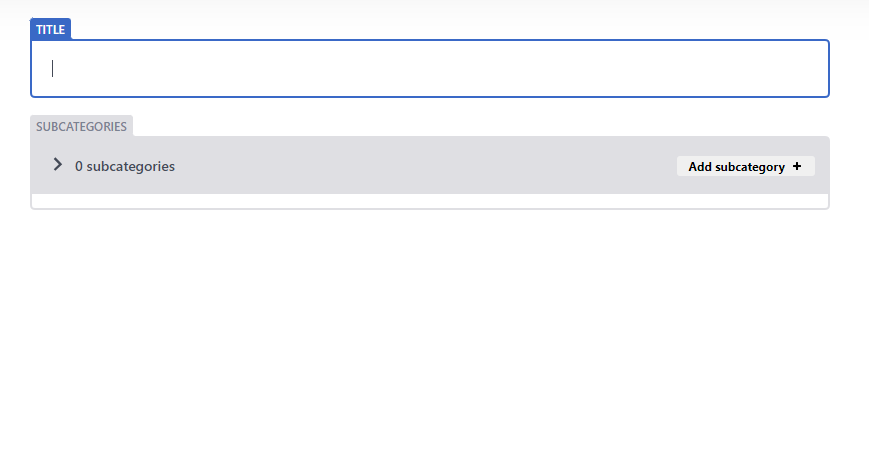 TITLE
SUBCATEGORIES
0 subcategories
Add subcategory +